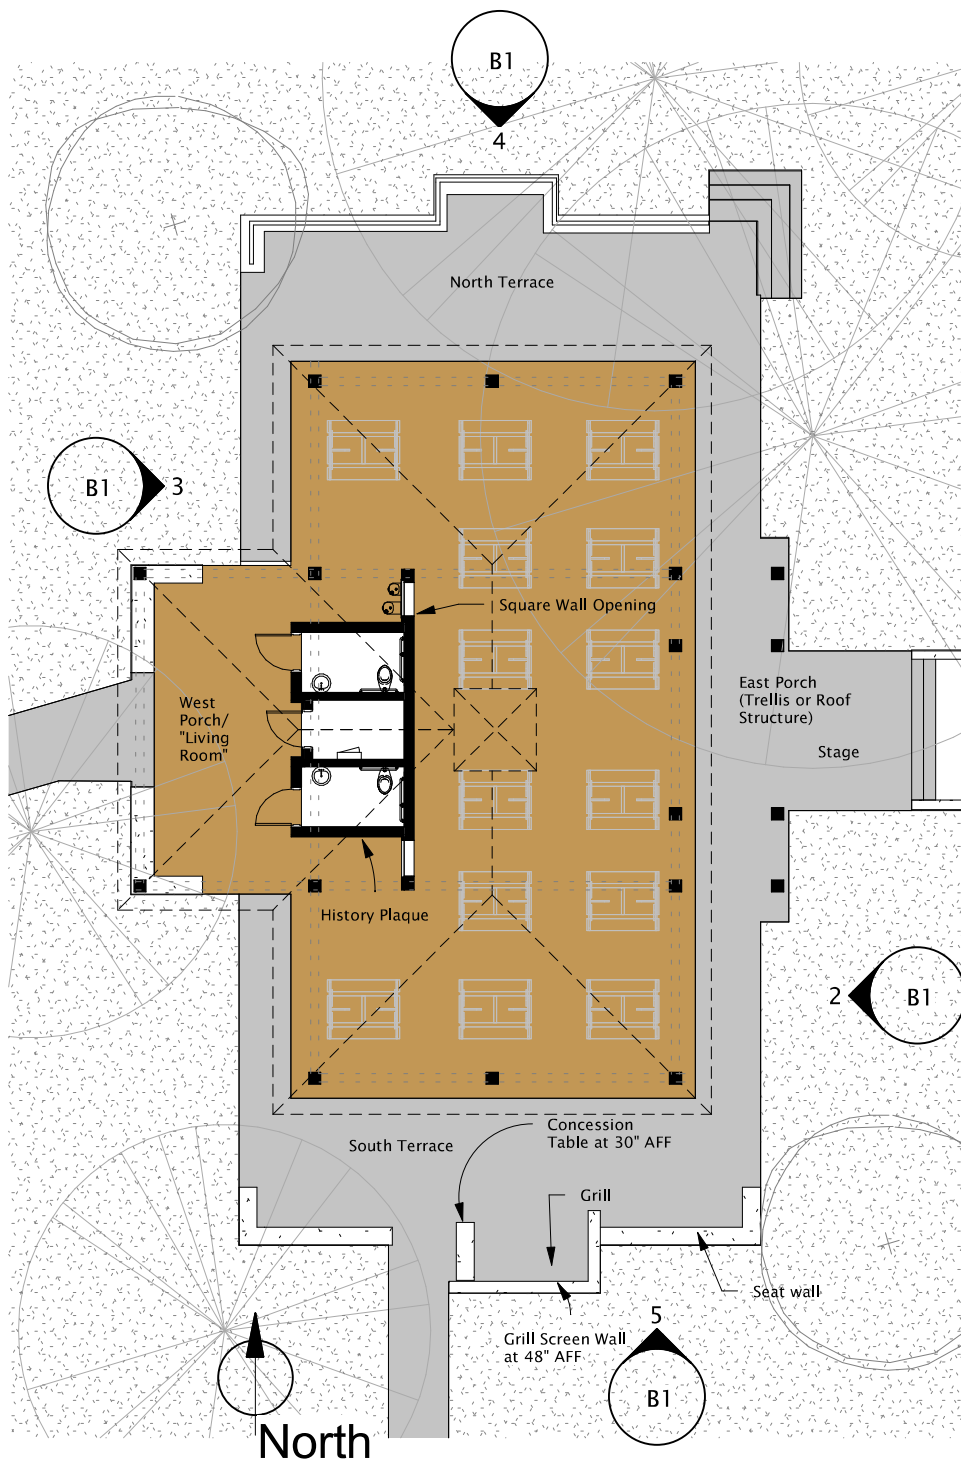 B1
4
North Terrace
B1
3
Square Wall Opening
West
Porch/
"Living
Room"
East Porch
(Trellis or Roof
Structure)
Stage
History Plaque
2
B1
Concession
Table at 30" AFF
South Terrace
Grill
Seat wall
5
Grill Screen Wall
at 48" AFF
B1
North